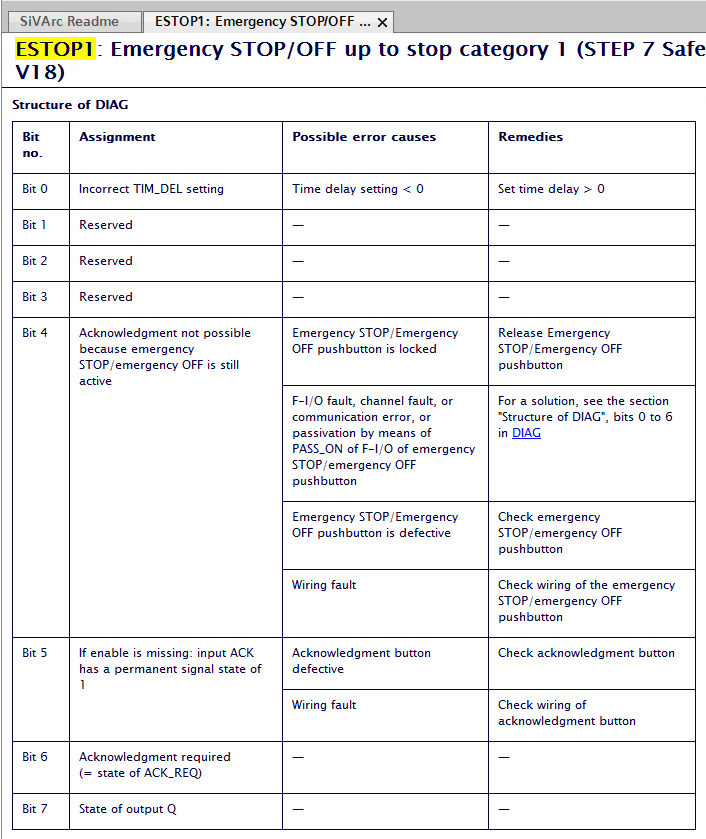 SiVArc Readme
ESTOP1: Emergency STOP/OFF ...
ESTOP1: Emergency STOP/OFF up to stop category 1 (STEP 7 Safe
V18)
Structure of DIAG
Bit
no.
Assignment
Possible error causes
Remedies
Bit 0
Incorrect TIM_DEL setting
Time delay setting < 0
Set time delay > 0
Bit 1
Reserved
—
—
Bit 2
Reserved
—
—
Bit 3
Reserved
—
—
Bit 4
Acknowledgment not possible
because emergency
STOP/emergency OFF is still
active
Emergency STOP/Emergency
OFF pushbutton is locked
Release Emergency
STOP/Emergency OFF
pushbutton
F-I/O fault, channel fault, or
communication error, or
passivation by means of
PASS_ON of F-I/O of emergency
STOP/emergency OFF
pushbutton
For a solution, see the section
"Structure of DIAG", bits 0 to 6
in DIAG
Emergency STOP/Emergency
OFF pushbutton is defective
Check emergency
STOP/emergency OFF
pushbutton
Wiring fault
Check wiring of the emergency
STOP/emergency OFF
pushbutton
Bit 5
If enable is missing: input ACK
has a permanent signal state of
1
Acknowledgment button
defective
Check acknowledgment button
Wiring fault
Check wiring of
acknowledgment button
Bit 6
Acknowledgment required
(= state of ACK_REQ)
—
—
Bit 7
State of output Q
—
—